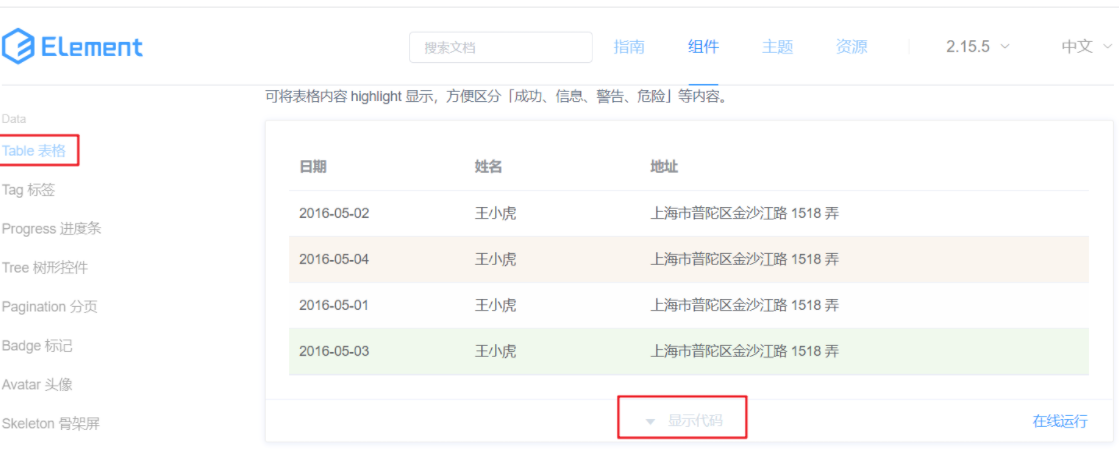 Element 搜索文档 指南 组件 主题 资源 2.15.5 中文
可将表格内容 highlight 显示，方便区分「成功、信息、警告、危险」等内容。
Data
Table 表格
Tag 标签
Progress 进度条
Tree 树形控件
Pagination 分页
Badge 标记
Avatar 头像
Skeleton 骨架屏
日期 姓名 地址
2016-05-02 王小虎 上海市普陀区金沙江路 1518 弄
2016-05-04 王小虎 上海市普陀区金沙江路 1518 弄
2016-05-01 王小虎 上海市普陀区金沙江路 1518 弄
2016-05-03 王小虎 上海市普陀区金沙江路 1518 弄
显示代码 在线运行